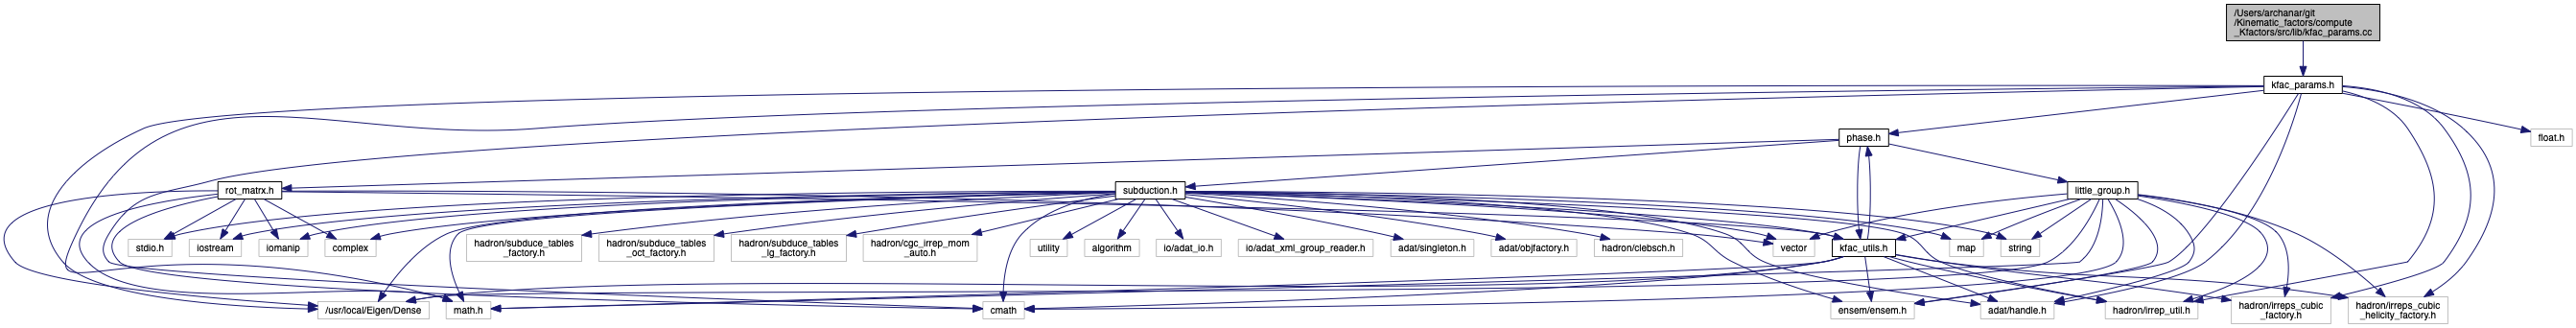 /Users/archanar/git
/Kinematic_factors/compute
_Kfactors/src/lib/kfac_params.cc
kfac_params.h
phase.h
float.h
rot_matrx.h
subduction.h
little_group.h
stdio.h
iostream
iomanip
complex
hadron/subduce_tables
_factory.h
hadron/subduce_tables
_oct_factory.h
hadron/subduce_tables
_lg_factory.h
hadron/cgc_irrep_mom
_auto.h
utility
algorithm
io/adat_io.h
io/adat_xml_group_reader.h
adat/singleton.h
adat/objfactory.h
hadron/clebsch.h
vector
kfac_utils.h
map
string
/usr/local/Eigen/Dense
math.h
cmath
ensem/ensem.h
adat/handle.h
hadron/irrep_util.h
hadron/irreps_cubic
_factory.h
hadron/irreps_cubic
_helicity_factory.h